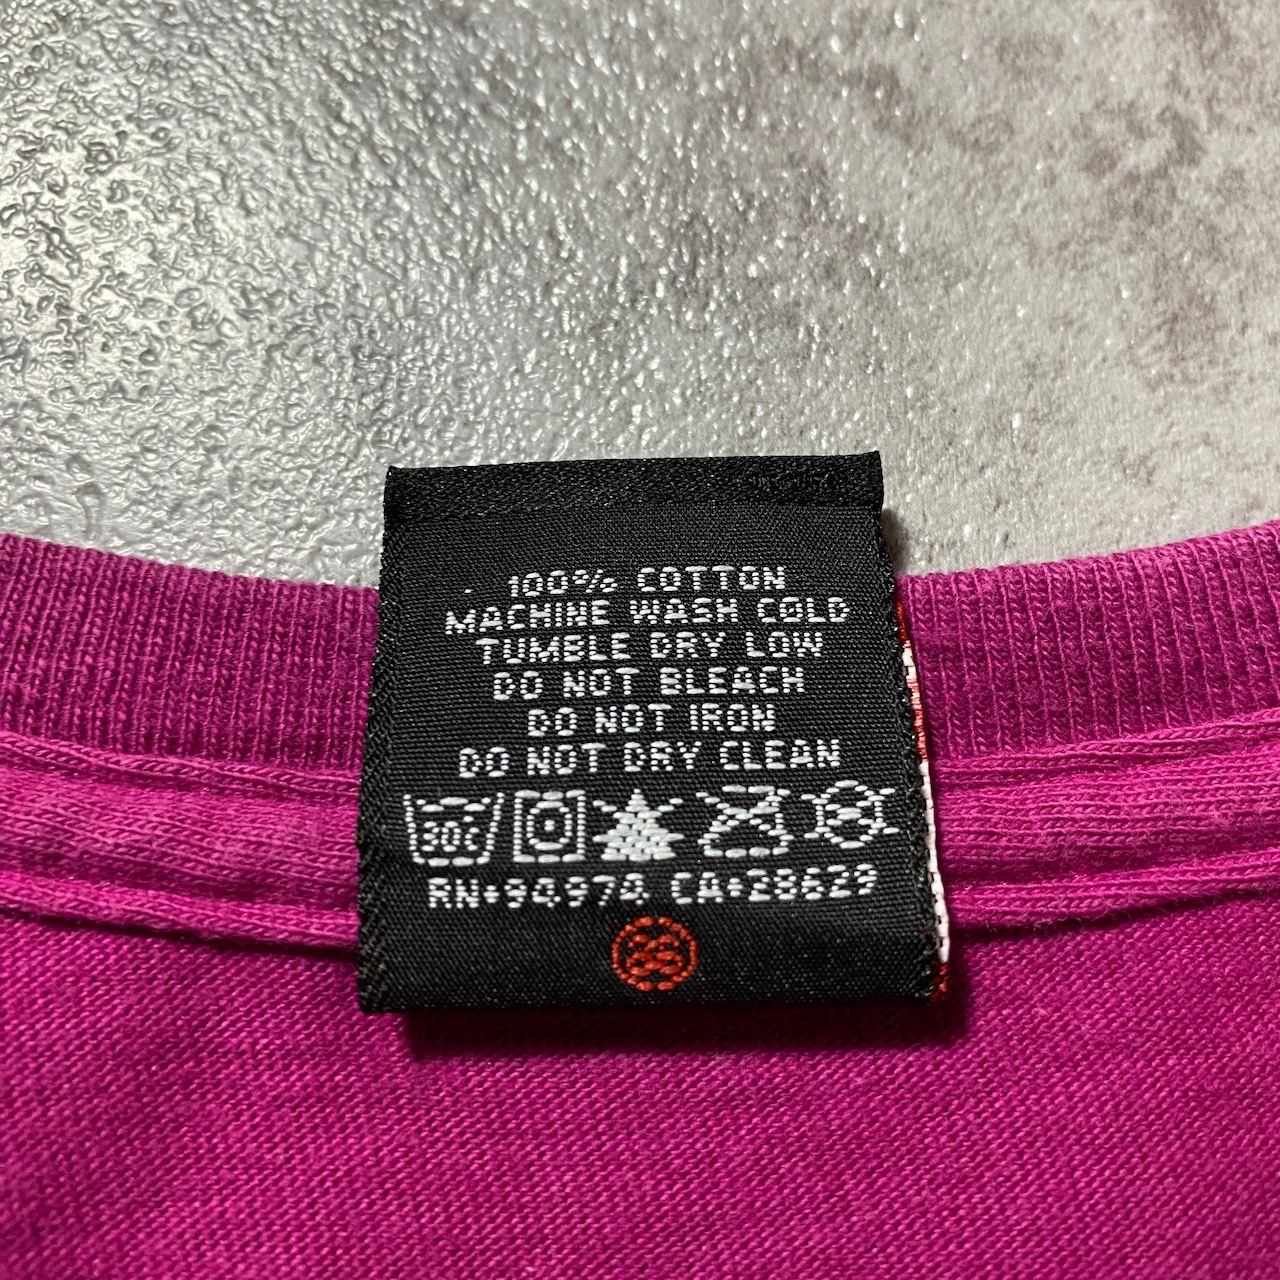 100% COTTON
MACHINE WASH COLD
TUMBLE DRY LOW
DO NOT BLEACH
DO NOT IRON
DO NOT DRY CLEAN
30c
RN#94974 CA#28629